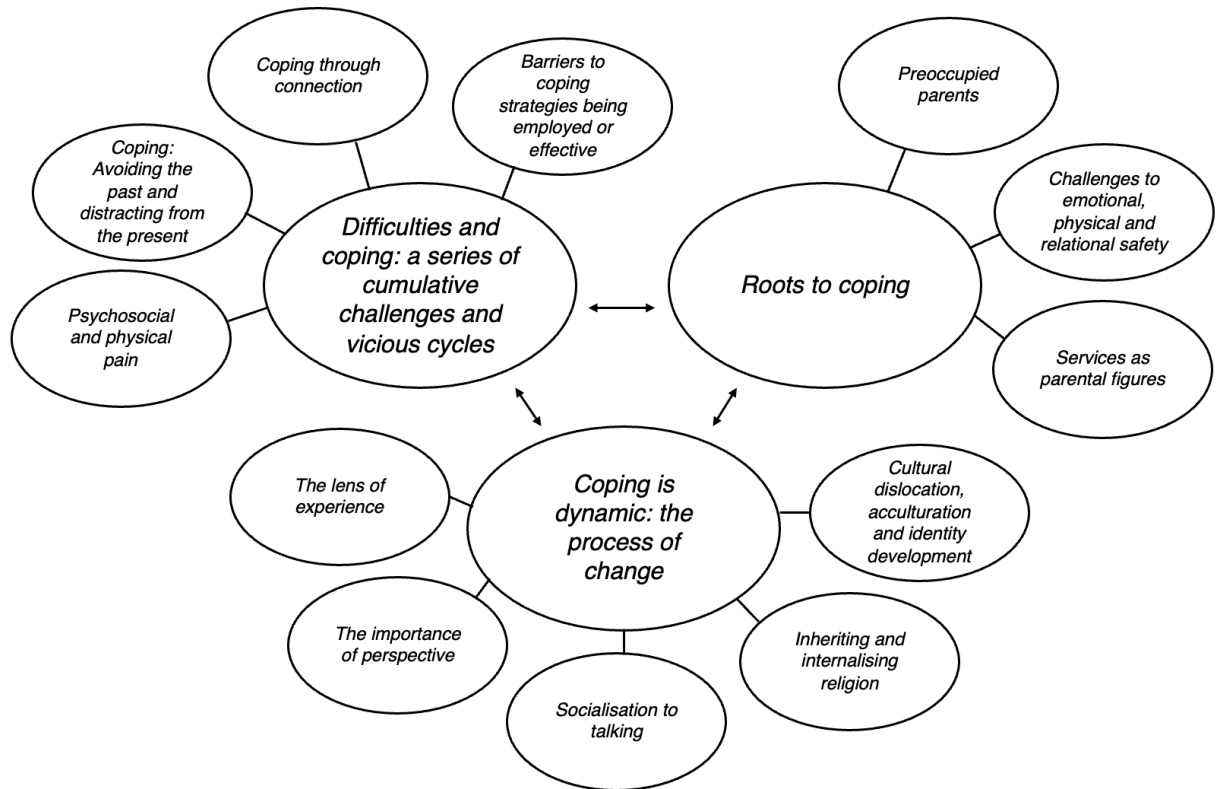 Coping through
connection
Barriers to
coping
strategies being
employed or
effective
Coping:
Avoiding the
past and
distracting from
the present
Psychosocial
and physical
pain
Difficulties and
coping: a series of
cumulative
challenges and
vicious cycles
Preoccupied
parents
Challenges to
emotional,
physical and
relational safety
Roots to coping
Services as
parental figures
The lens of
experience
Coping is
dynamic: the
process of
change
Cultural
dislocation,
acculturation
and identity
development
The importance
of perspective
Socialisation to
talking
Inheriting and
internalising
religion